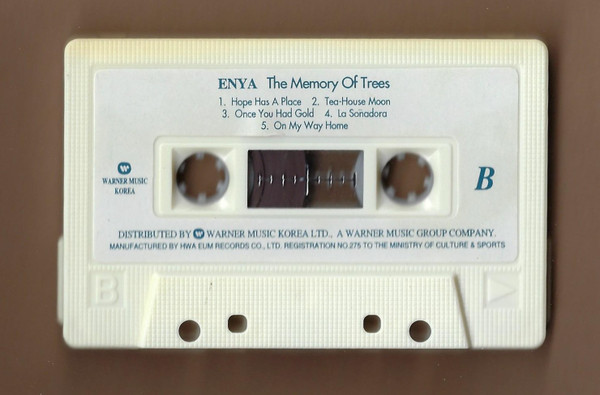 ENYA The Memory Of Trees
1. Hope Has A Place 2. Tea-House Moon
3. Once You Had Gold 4. La Soñadora
5. On My Way Home
WARNER MUSIC
KOREA
B
DISTRIBUTED BY WARNER MUSIC KOREA LTD., A WARNER MUSIC GROUP COMPANY.
MANUFACTURED BY HWA EUM RECORDS CO., LTD. REGISTRATION NO.275 TO THE MINISTRY OF CULTURE & SPORTS
B